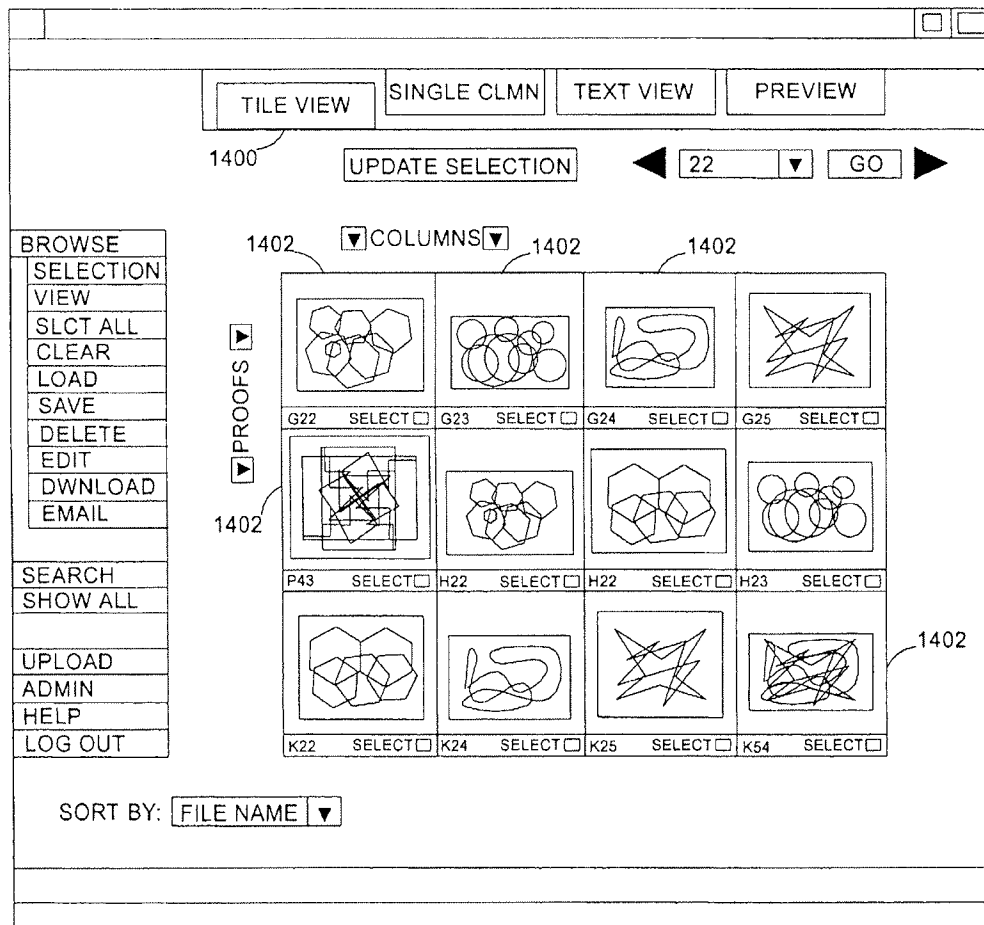 TILE VIEW
SINGLE CLMN
TEXT VIEW
PREVIEW
1400
UPDATE SELECTION
22
GO
COLUMNS
1402
1402
1402
BROWSE
SELECTION
VIEW
SLCT ALL
CLEAR
LOAD
SAVE
DELETE
EDIT
DWNLOAD
EMAIL
SEARCH
SHOW ALL
UPLOAD
ADMIN
HELP
LOG OUT
PROOFS
1402
G22 SELECT
G23 SELECT
G24 SELECT
G25 SELECT
P43 SELECT
H22 SELECT
H22 SELECT
H23 SELECT
1402
K22 SELECT
K24 SELECT
K25 SELECT
K54 SELECT
SORT BY: FILE NAME